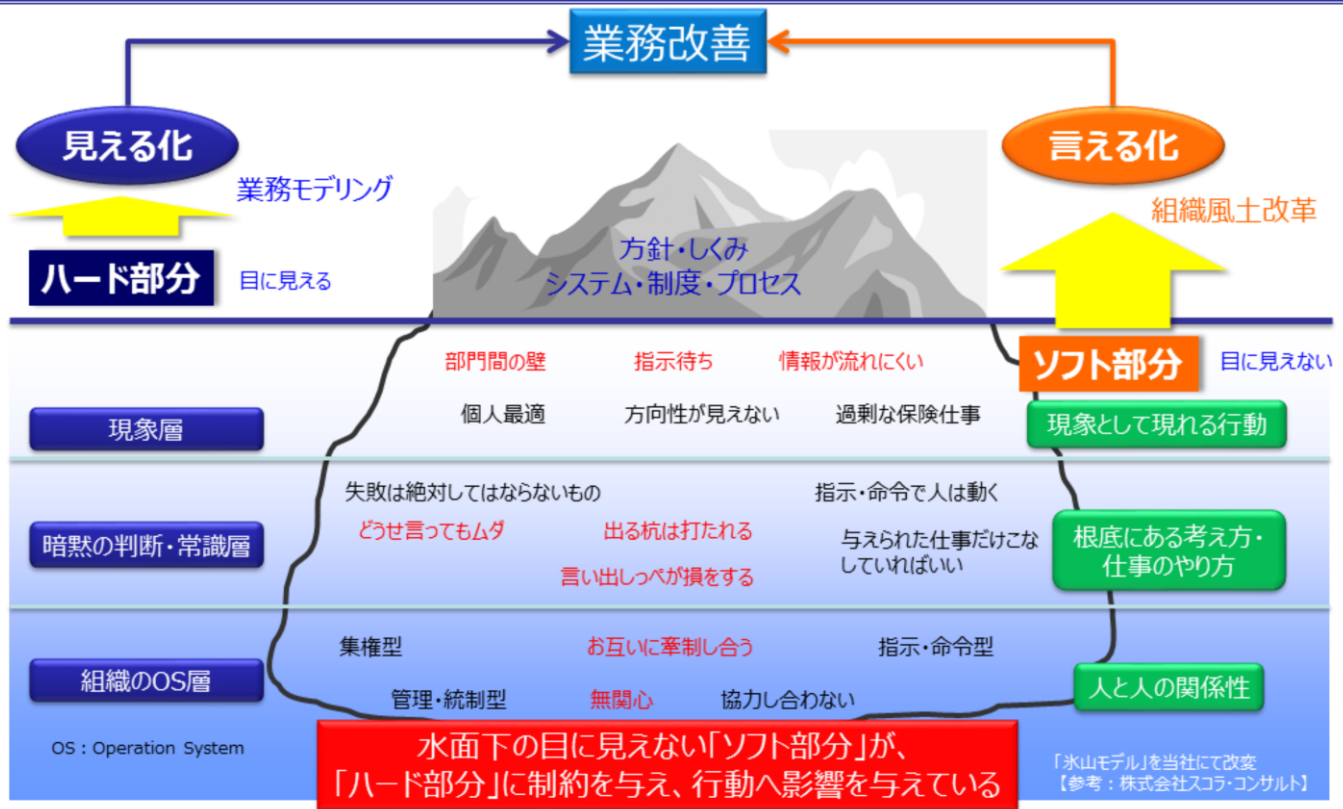 業務改善
見える化
言える化
業務モデリング
組織風土改革
ハード部分
目に見える
方針・しくみ
システム・制度・プロセス
部門間の壁
指示待ち
情報が流れにくい
ソフト部分
目に見えない
現象層
個人最適
方向性が見えない
過剰な保険仕事
現象として現れる行動
失敗は絶対してはならないもの
指示・命令で人は動く
暗黙の判断・常識層
どうせ言ってもムダ
出る杭は打たれる
与えられた仕事だけこな
していればいい
根底にある考え方・
仕事のやり方
言い出しっぺが損をする
集権型
お互いに牽制し合う
指示・命令型
組織のOS層
人と人の関係性
管理・統制型
無関心
協力し合わない
OS：Operation System
水面下の目に見えない「ソフト部分」が、
「ハード部分」に制約を与え、行動へ影響を与えている
「氷山モデル」を当社にて改変
【参考：株式会社スコラ・コンサルト】